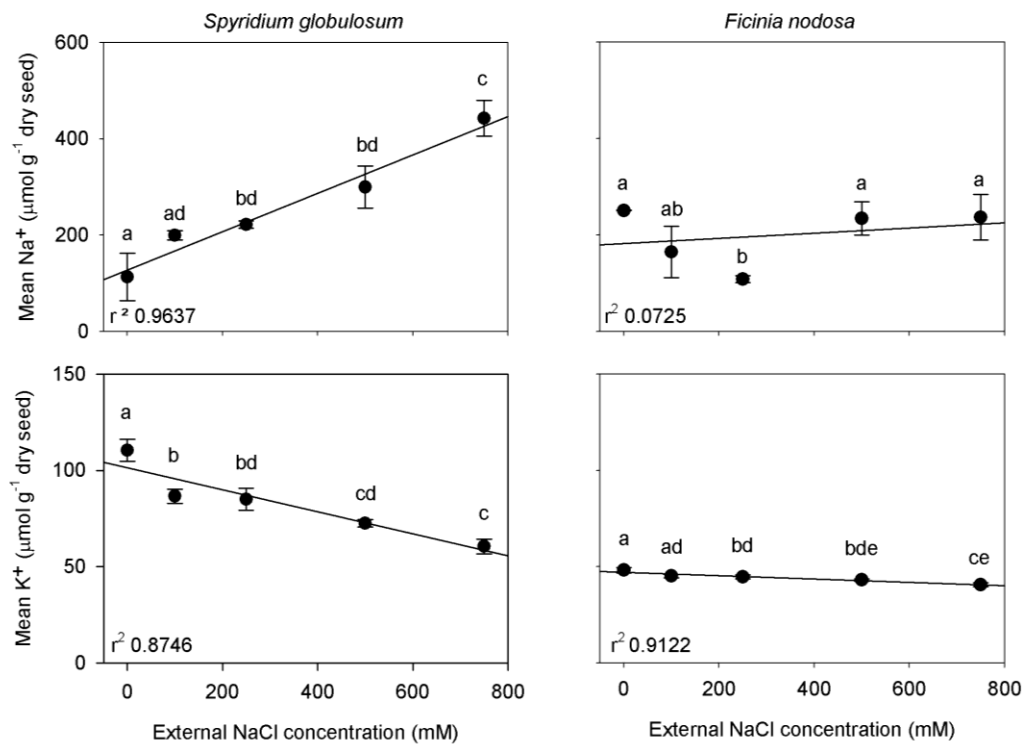 Spyridium globulosum
Ficinia nodosa
Mean Na⁺ (μmol g⁻¹ dry seed)
600
400
200
0
a
ad
bd
bd
c
r ² 0.9637
a
ab
b
a
a
r² 0.0725
Mean K⁺ (μmol g⁻¹ dry seed)
150
100
50
0
a
b
bd
cd
c
r² 0.8746
a
ad
bd
bde
ce
r² 0.9122
0 200 400 600 800
0 200 400 600 800
External NaCl concentration (mM)
External NaCl concentration (mM)